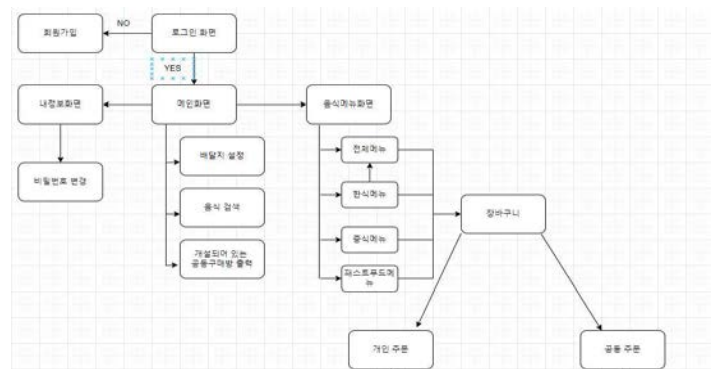 회원가입
NO
로그인 화면
YES
내정보화면
메인화면
음식메뉴화면
비밀번호 변경
배달지 설정
음식 검색
개설되어 있는
공동구매방 출력
전체메뉴
한식메뉴
중식메뉴
패스트푸드메
뉴
장바구니
개인 주문
공동 주문